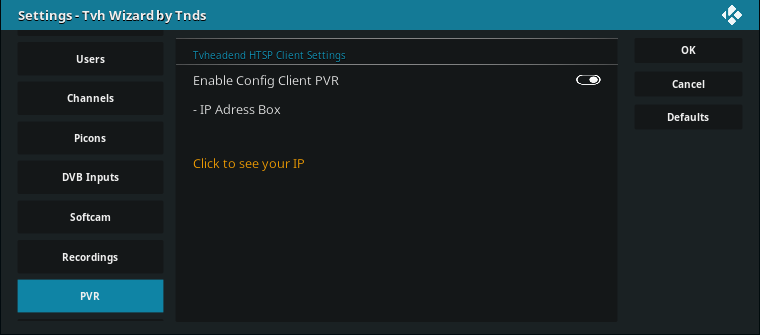 Settings - Tvh Wizard by Tnds
Users
Channels
Picons
DVB Inputs
Softcam
Recordings
PVR
Tvheadend HTSP Client Settings
Enable Config Client PVR
- IP Adress Box
Click to see your IP
OK
Cancel
Defaults